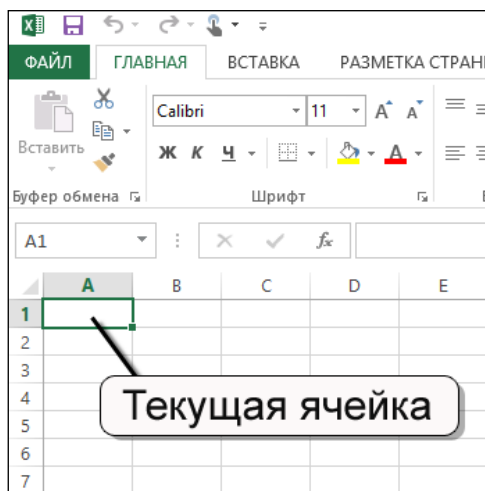 ФАЙЛ ГЛАВНАЯ ВСТАВКА РАЗМЕТКА СТРАН
Вставить
Calibri 11 A A
Ж К Ч A
Буфер обмена Шрифт
A1 fx
A B C D E
1
2
3
4
Текущая ячейка
5
6
7